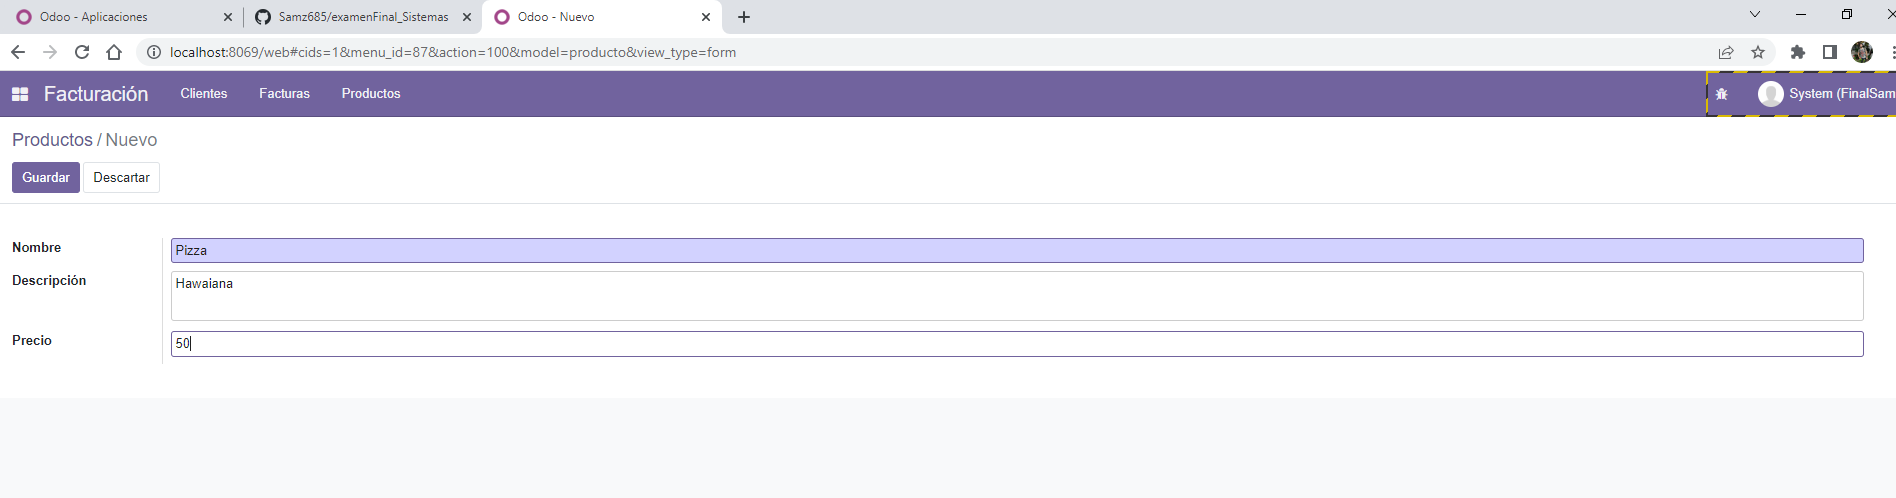 Odoo - Aplicaciones
Samz685/examenFinal_Sistemas
Odoo - Nuevo
localhost:8069/web#cids=1&menu_id=87&action=100&model=producto&view_type=form
Facturación Clientes Facturas Productos System (FinalSam
Productos / Nuevo
Guardar Descartar
Nombre Pizza
Descripción Hawaiana
Precio 50